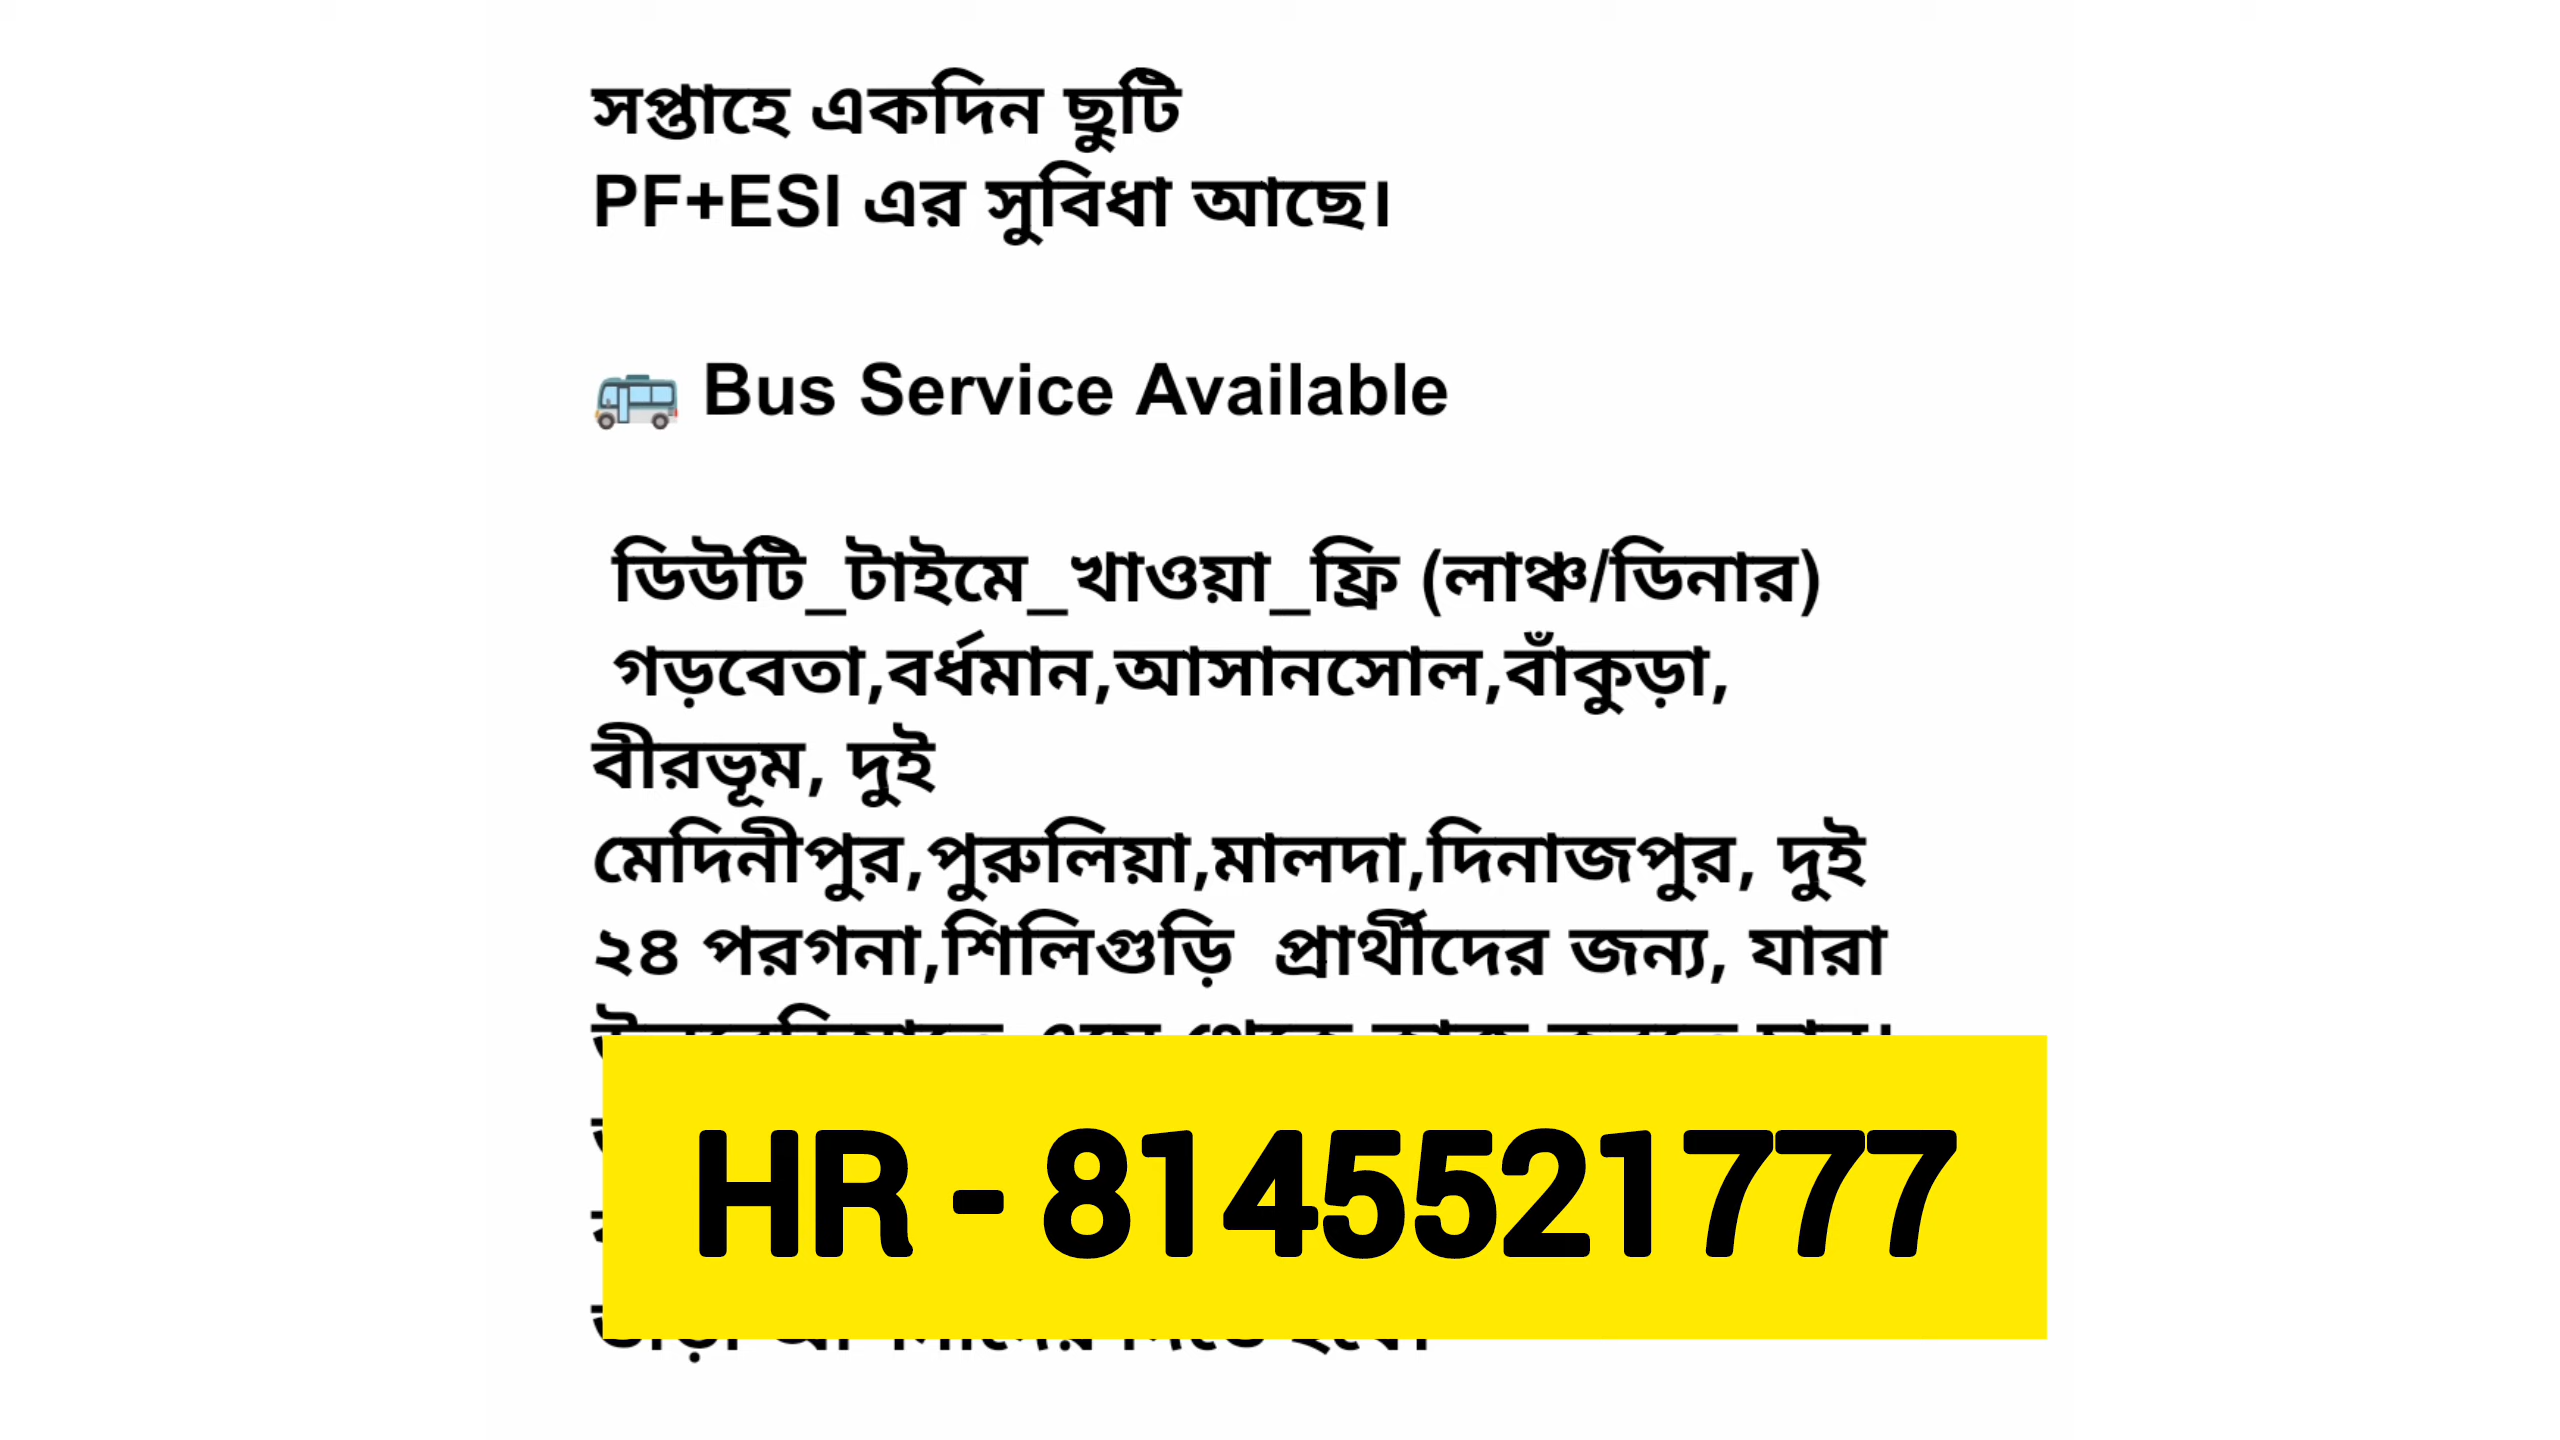 সপ্তাহে একদিন ছুটি
PF+ESI এর সুবিধা আছে।
🚌 Bus Service Available
ডিউটি_টাইমে_খাওয়া_ফ্রি (লাঞ্চ/ডিনার)
গড়বেতা,বর্ধমান,আসানসোল,বাঁকুড়া,
বীরভূম, দুই
মেদিনীপুর,পুরুলিয়া,মালদা,দিনাজপুর, দুই
২৪ পরগনা,শিলিগুড়ি প্রার্থীদের জন্য, যারা
HR - 8145521777